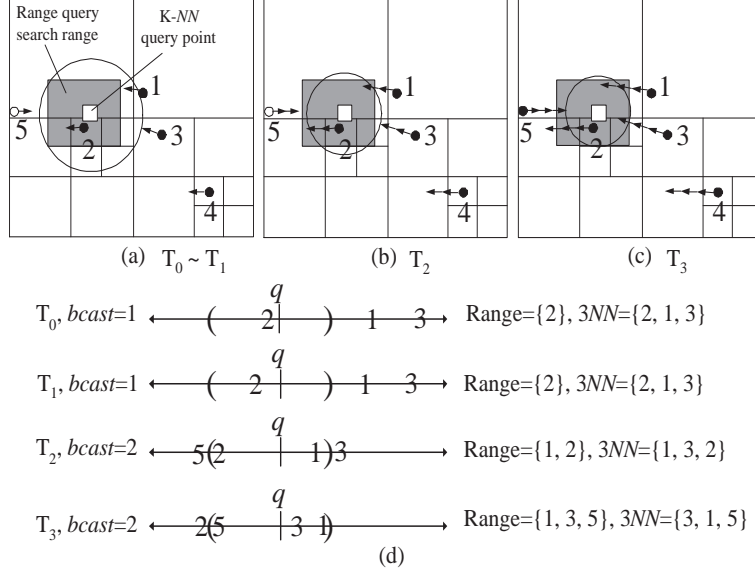 Range query
search range
K-NN
query point
1
2
3
4
5
(a) T0 ~ T1
1
2
3
4
5
(b) T2
1
2
3
4
5
(c) T3
q
T0, bcast=1 ( 2 ) 1 3 Range={2}, 3NN={2, 1, 3}
q
T1, bcast=1 ( 2 ) 1 3 Range={2}, 3NN={2, 1, 3}
q
T2, bcast=2 5(2 1)3 Range={1, 2}, 3NN={1, 3, 2}
q
T3, bcast=2 2(5 3 1) Range={1, 3, 5}, 3NN={3, 1, 5}
(d)